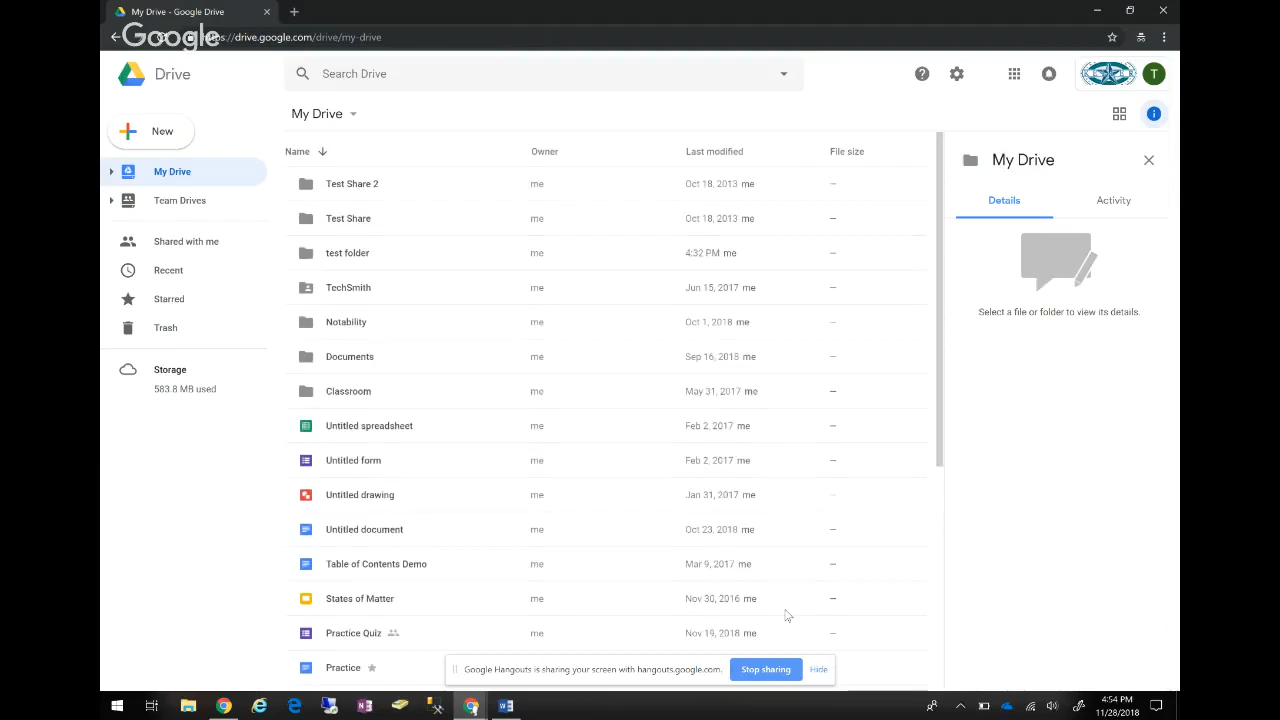 My Drive - Google Drive
Google
https://drive.google.com/drive/my-drive
Drive
Search Drive
T
New
My Drive
My Drive
Team Drives
Shared with me
Recent
Starred
Trash
Storage
583.8 MB used
Name Owner Last modified File size
Test Share 2 me Oct 18, 2013 me —
Test Share me Oct 18, 2013 me —
test folder me 4:32 PM me —
TechSmith me Jun 15, 2017 me —
Notability me Oct 1, 2018 me —
Documents me Sep 16, 2018 me —
Classroom me May 31, 2017 me —
Untitled spreadsheet me Feb 2, 2017 me —
Untitled form me Feb 2, 2017 me —
Untitled drawing me Jan 31, 2017 me —
Untitled document me Oct 23, 2018 me —
Table of Contents Demo me Mar 9, 2017 me —
States of Matter me Nov 30, 2016 me —
Practice Quiz me Nov 19, 2018 me —
Practice
My Drive
Details Activity
Select a file or folder to view its details.
Google Hangouts is sharing your screen with hangouts.google.com.
Stop sharing
Hide
4:54 PM
11/28/2018